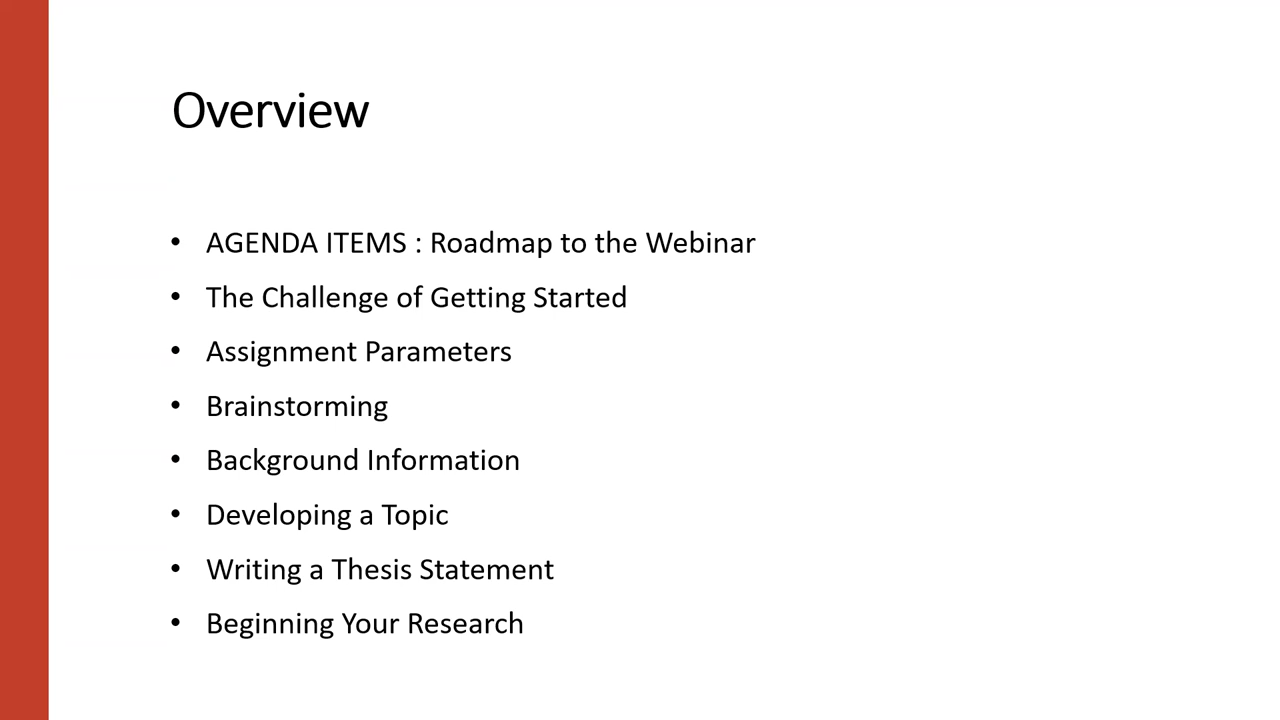 Overview
• AGENDA ITEMS : Roadmap to the Webinar
• The Challenge of Getting Started
• Assignment Parameters
• Brainstorming
• Background Information
• Developing a Topic
• Writing a Thesis Statement
• Beginning Your Research